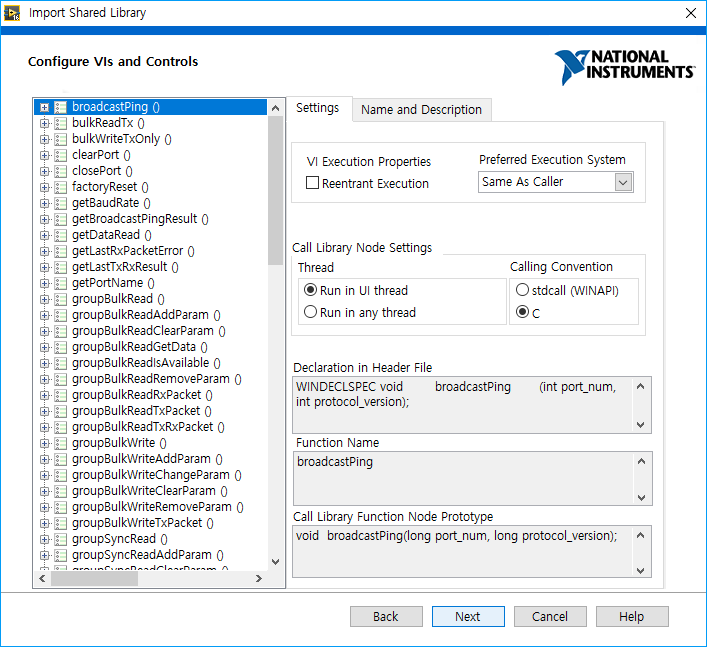 Import Shared Library
Configure VIs and Controls
NATIONAL
INSTRUMENTS
broadcastPing ()
bulkReadTx ()
bulkWriteTxOnly ()
clearPort ()
closePort ()
factoryReset ()
getBaudRate ()
getBroadcastPingResult ()
getDataRead ()
getLastRxPacketError ()
getLastTxRxResult ()
getPortName ()
groupBulkRead ()
groupBulkReadAddParam ()
groupBulkReadClearParam ()
groupBulkReadGetData ()
groupBulkReadIsAvailable ()
groupBulkReadRemoveParam ()
groupBulkReadRxPacket ()
groupBulkReadTxPacket ()
groupBulkReadTxRxPacket ()
groupBulkWrite ()
groupBulkWriteAddParam ()
groupBulkWriteChangeParam ()
groupBulkWriteClearParam ()
groupBulkWriteRemoveParam ()
groupBulkWriteTxPacket ()
groupSyncRead ()
groupSyncReadAddParam ()
groupSyncReadClearParam ()
Settings
Name and Description
VI Execution Properties
Reentrant Execution
Preferred Execution System
Same As Caller
Call Library Node Settings
Thread
Run in UI thread
Run in any thread
Calling Convention
stdcall (WINAPI)
C
Declaration in Header File
WINDECLSPEC void broadcastPing (int port_num,
int protocol_version);
Function Name
broadcastPing
Call Library Function Node Prototype
void broadcastPing(long port_num, long protocol_version);
Back
Next
Cancel
Help